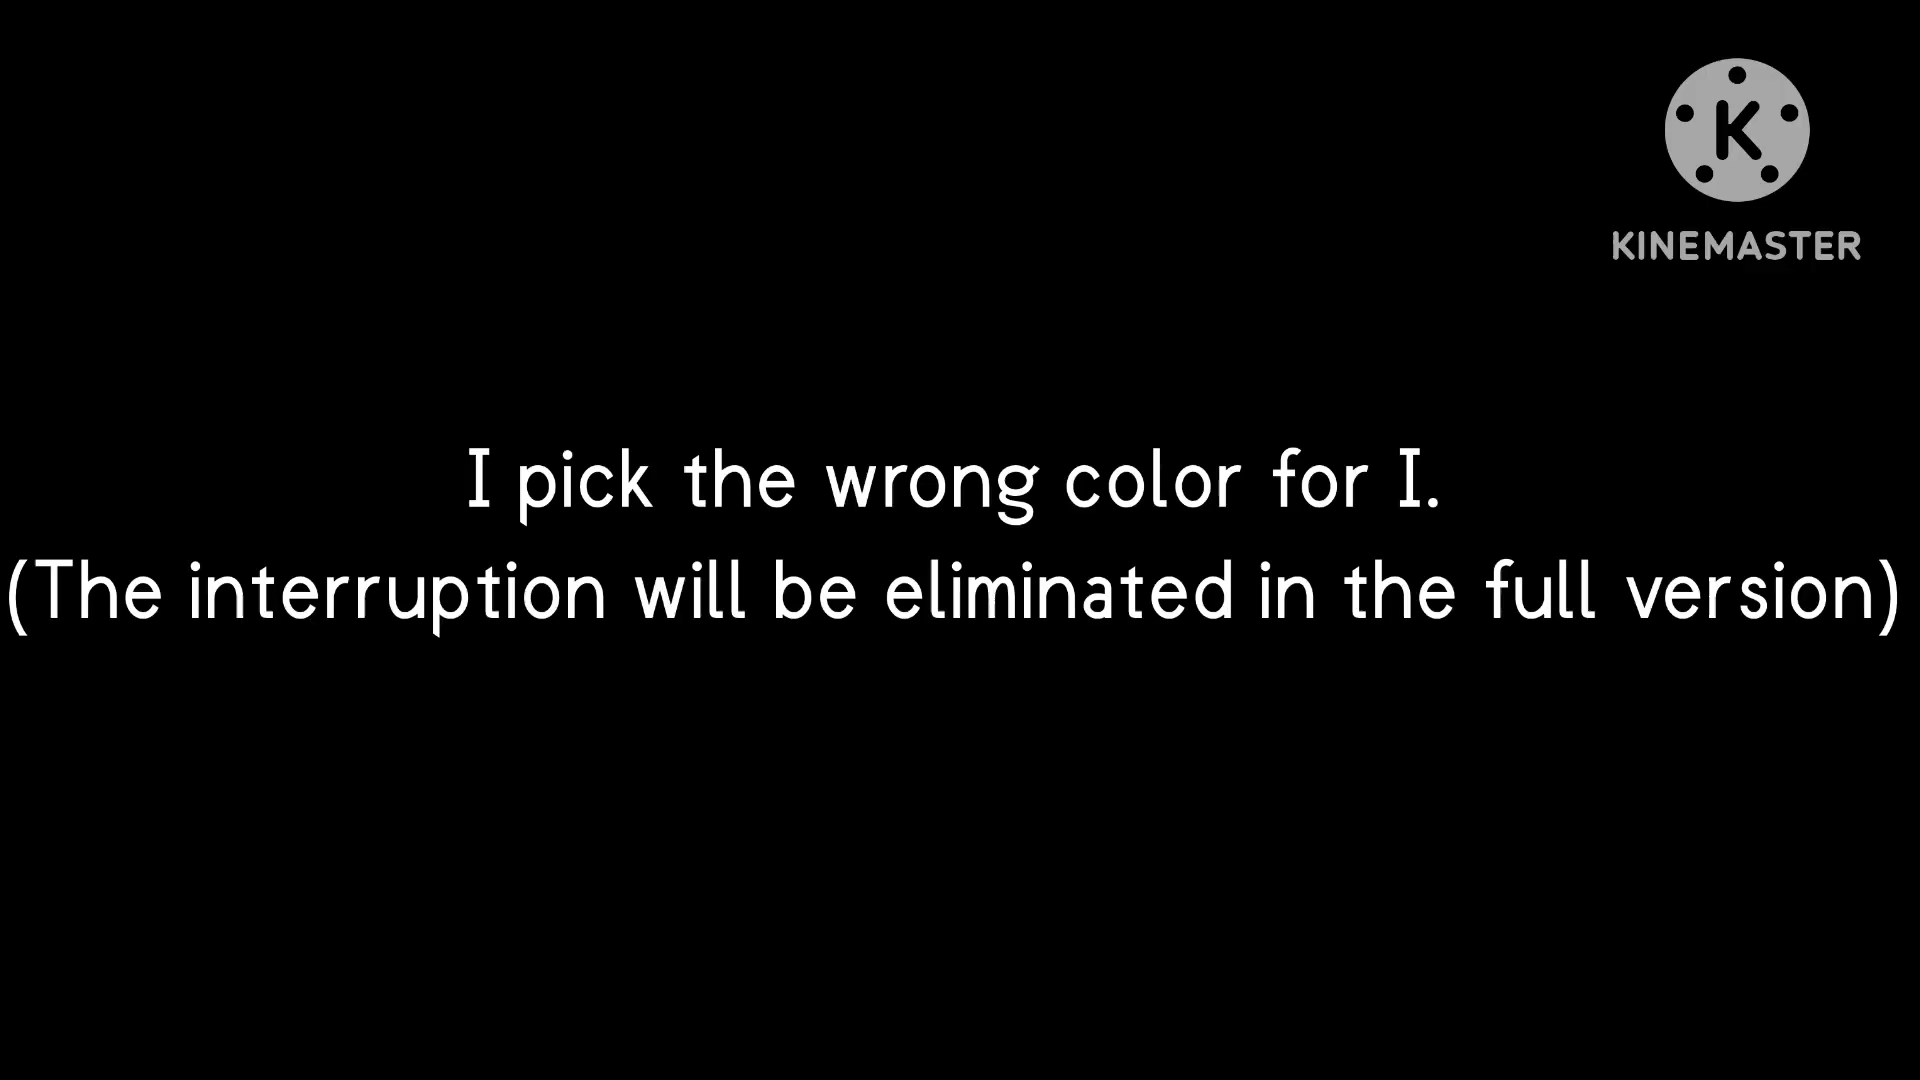 K
KINEMASTER
I pick the wrong color for I.
(The interruption will be eliminated in the full version)